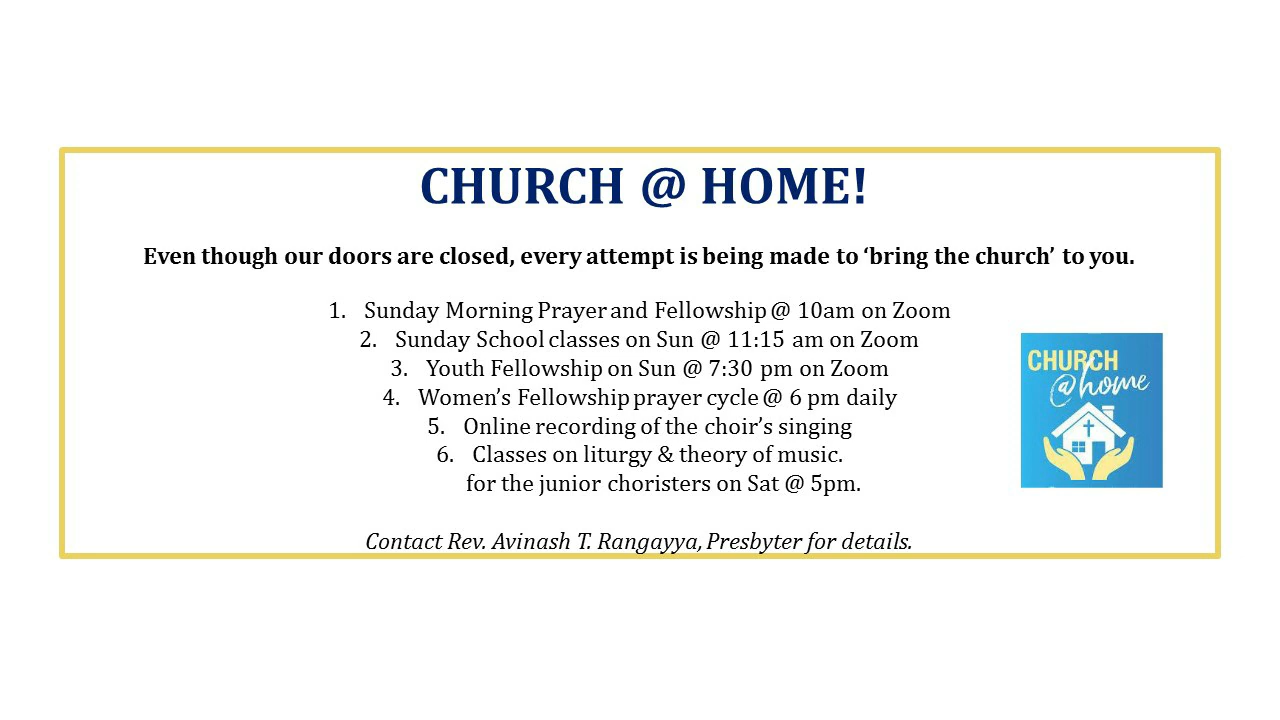 CHURCH @ HOME!
Even though our doors are closed, every attempt is being made to ‘bring the church’ to you.
1. Sunday Morning Prayer and Fellowship @ 10am on Zoom
2. Sunday School classes on Sun @ 11:15 am on Zoom
3. Youth Fellowship on Sun @ 7:30 pm on Zoom
4. Women’s Fellowship prayer cycle @ 6 pm daily
5. Online recording of the choir’s singing
6. Classes on liturgy & theory of music.
for the junior choristers on Sat @ 5pm.
CHURCH
@home
Contact Rev. Avinash T. Rangayya, Presbyter for details.